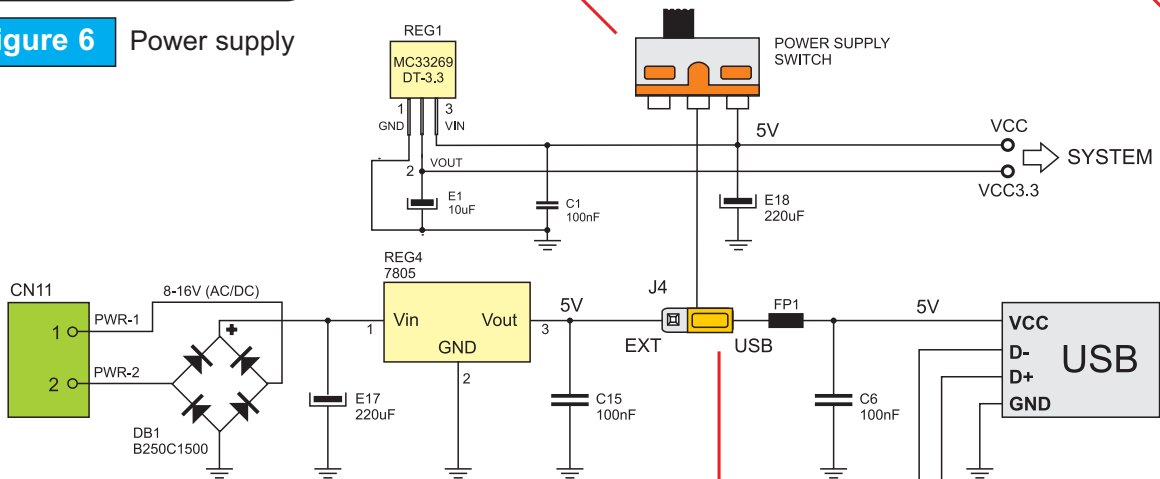 igure 6
Power supply
REG1
MC33269
DT-3.3
1
3
GND
VIN
2
VOUT
E1
10uF
C1
100nF
POWER SUPPLY
SWITCH
5V
VCC
SYSTEM
VCC3.3
E18
220uF
REG4
7805
CN11
8-16V (AC/DC)
1
PWR-1
2
PWR-2
+
DB1
B250C1500
E17
220uF
1
Vin
Vout
3
GND
2
5V
C15
100nF
J4
EXT
USB
FP1
5V
C6
100nF
VCC
D-
D+
GND
USB